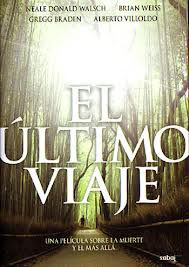 NEALE DONALD WALSCH / BRIAN WEISS
GREGG BRADEN / ALBERTO VILLOLDO
EL
ÚLTIMO
VIAJE
UNA PELÍCULA SOBRE LA MUERTE
Y EL MÁS ALLÁ
sabaj